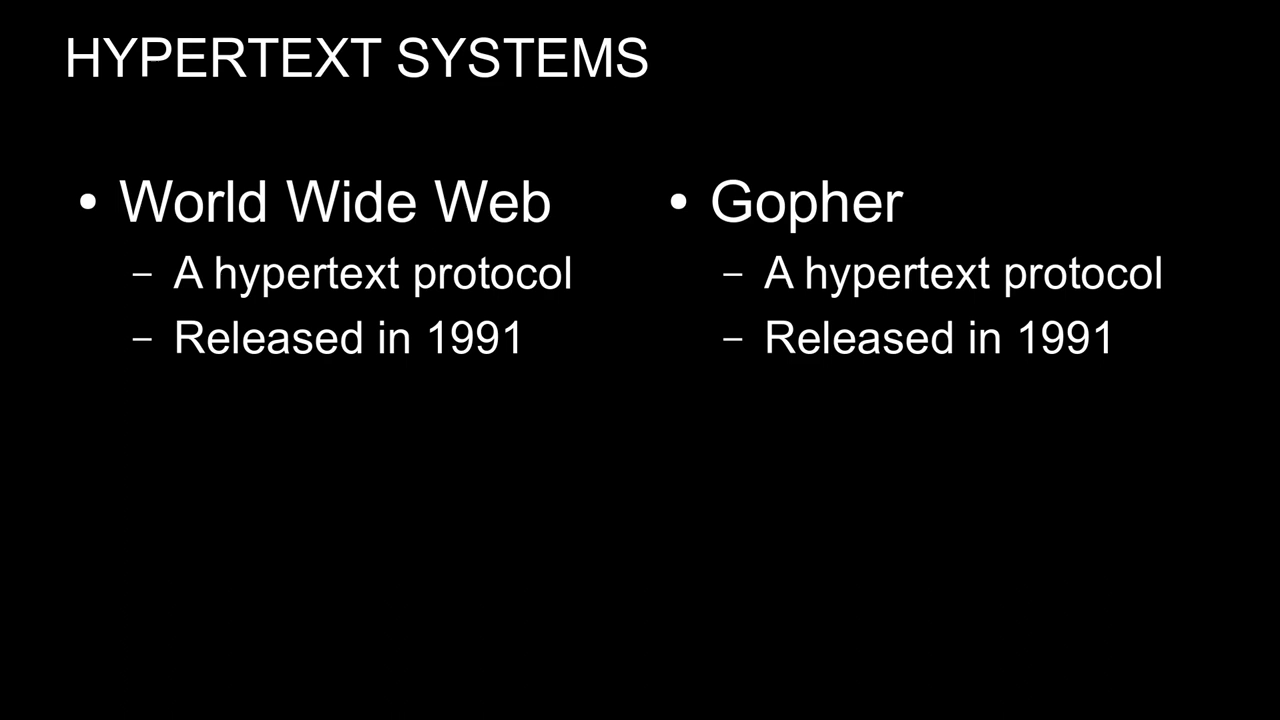 HYPERTEXT SYSTEMS
• World Wide Web
– A hypertext protocol
– Released in 1991
• Gopher
– A hypertext protocol
– Released in 1991